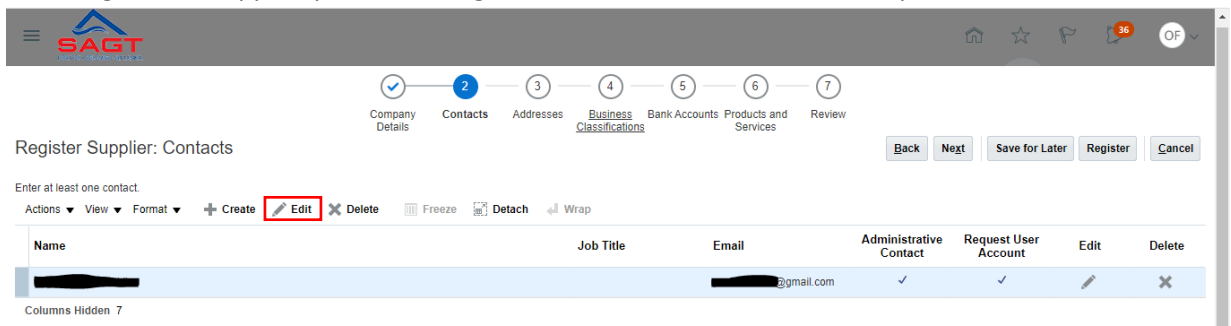 SAGT
36
OF
2 3 4 5 6 7
Company Details
Contacts
Addresses
Business Classifications
Bank Accounts
Products and Services
Review
Register Supplier: Contacts
Back Next Save for Later Register Cancel
Enter at least one contact.
Actions View Format Create Edit Delete Freeze Detach Wrap
Name Job Title Email Administrative Contact Request User Account Edit Delete
@gmail.com
Columns Hidden 7